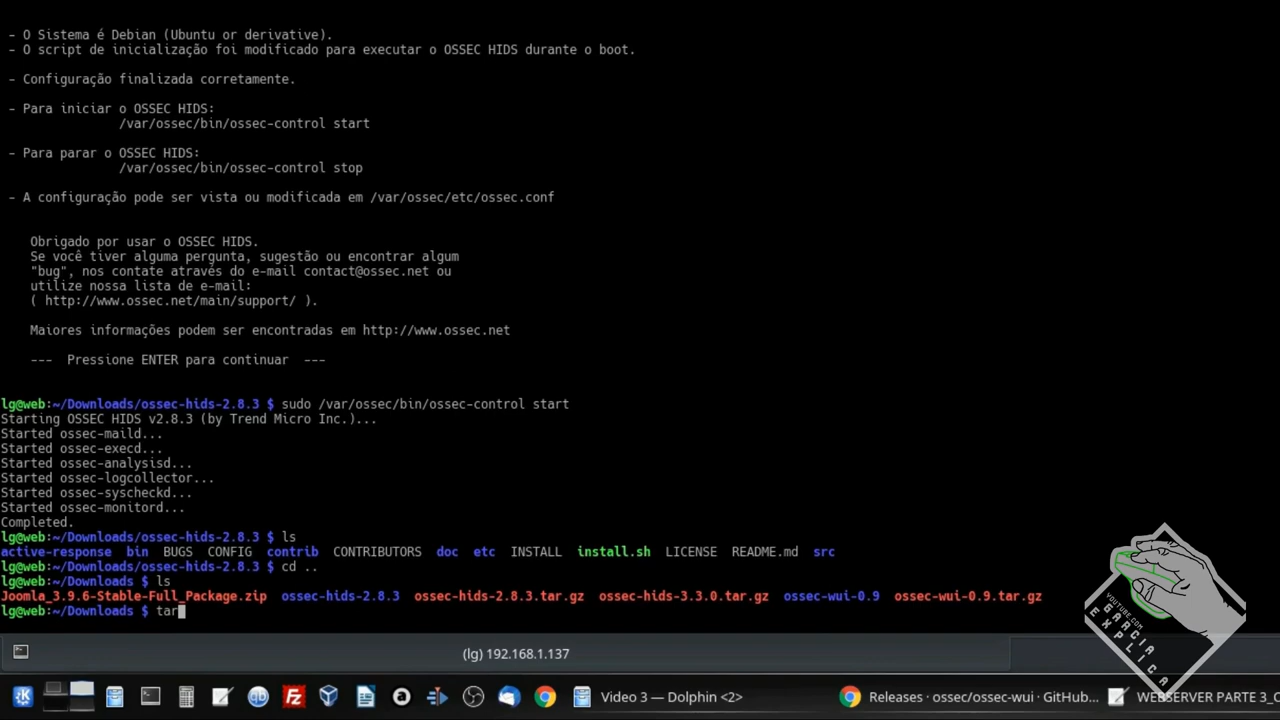 - O Sistema é Debian (Ubuntu or derivative).
- O script de inicialização foi modificado para executar o OSSEC HIDS durante o boot.
- Configuração finalizada corretamente.
- Para iniciar o OSSEC HIDS:
/var/ossec/bin/ossec-control start
- Para parar o OSSEC HIDS:
/var/ossec/bin/ossec-control stop
- A configuração pode ser vista ou modificada em /var/ossec/etc/ossec.conf
Obrigado por usar o OSSEC HIDS.
Se você tiver alguma pergunta, sugestão ou encontrar algum
"bug", nos contate através do e-mail contact@ossec.net ou
utilize nossa lista de e-mail:
( http://www.ossec.net/main/support/ ).
Maiores informações podem ser encontradas em http://www.ossec.net
--- Pressione ENTER para continuar ---
lg@web:~/Downloads/ossec-hids-2.8.3 $ sudo /var/ossec/bin/ossec-control start
Starting OSSEC HIDS v2.8.3 (by Trend Micro Inc.)...
Started ossec-maild...
Started ossec-execd...
Started ossec-analysisd...
Started ossec-logcollector...
Started ossec-syscheckd...
Started ossec-monitord...
Completed.
lg@web:~/Downloads/ossec-hids-2.8.3 $ ls
active-response bin BUGS CONFIG contrib CONTRIBUTORS doc etc INSTALL install.sh LICENSE README.md src
lg@web:~/Downloads/ossec-hids-2.8.3 $ cd ..
lg@web:~/Downloads $ ls
Joomla_3.9.6-Stable-Full_Package.zip ossec-hids-2.8.3 ossec-hids-2.8.3.tar.gz ossec-hids-3.3.0.tar.gz ossec-wui-0.9 ossec-wui-0.9.tar.gz
lg@web:~/Downloads $ tar
YOUTUBE.COM
GARCIA
EXPLICA
(lg) 192.168.1.137
Video 3 — Dolphin <2>
Releases · ossec/ossec-wui · GitHub...
WEBSERVER PARTE 3_C